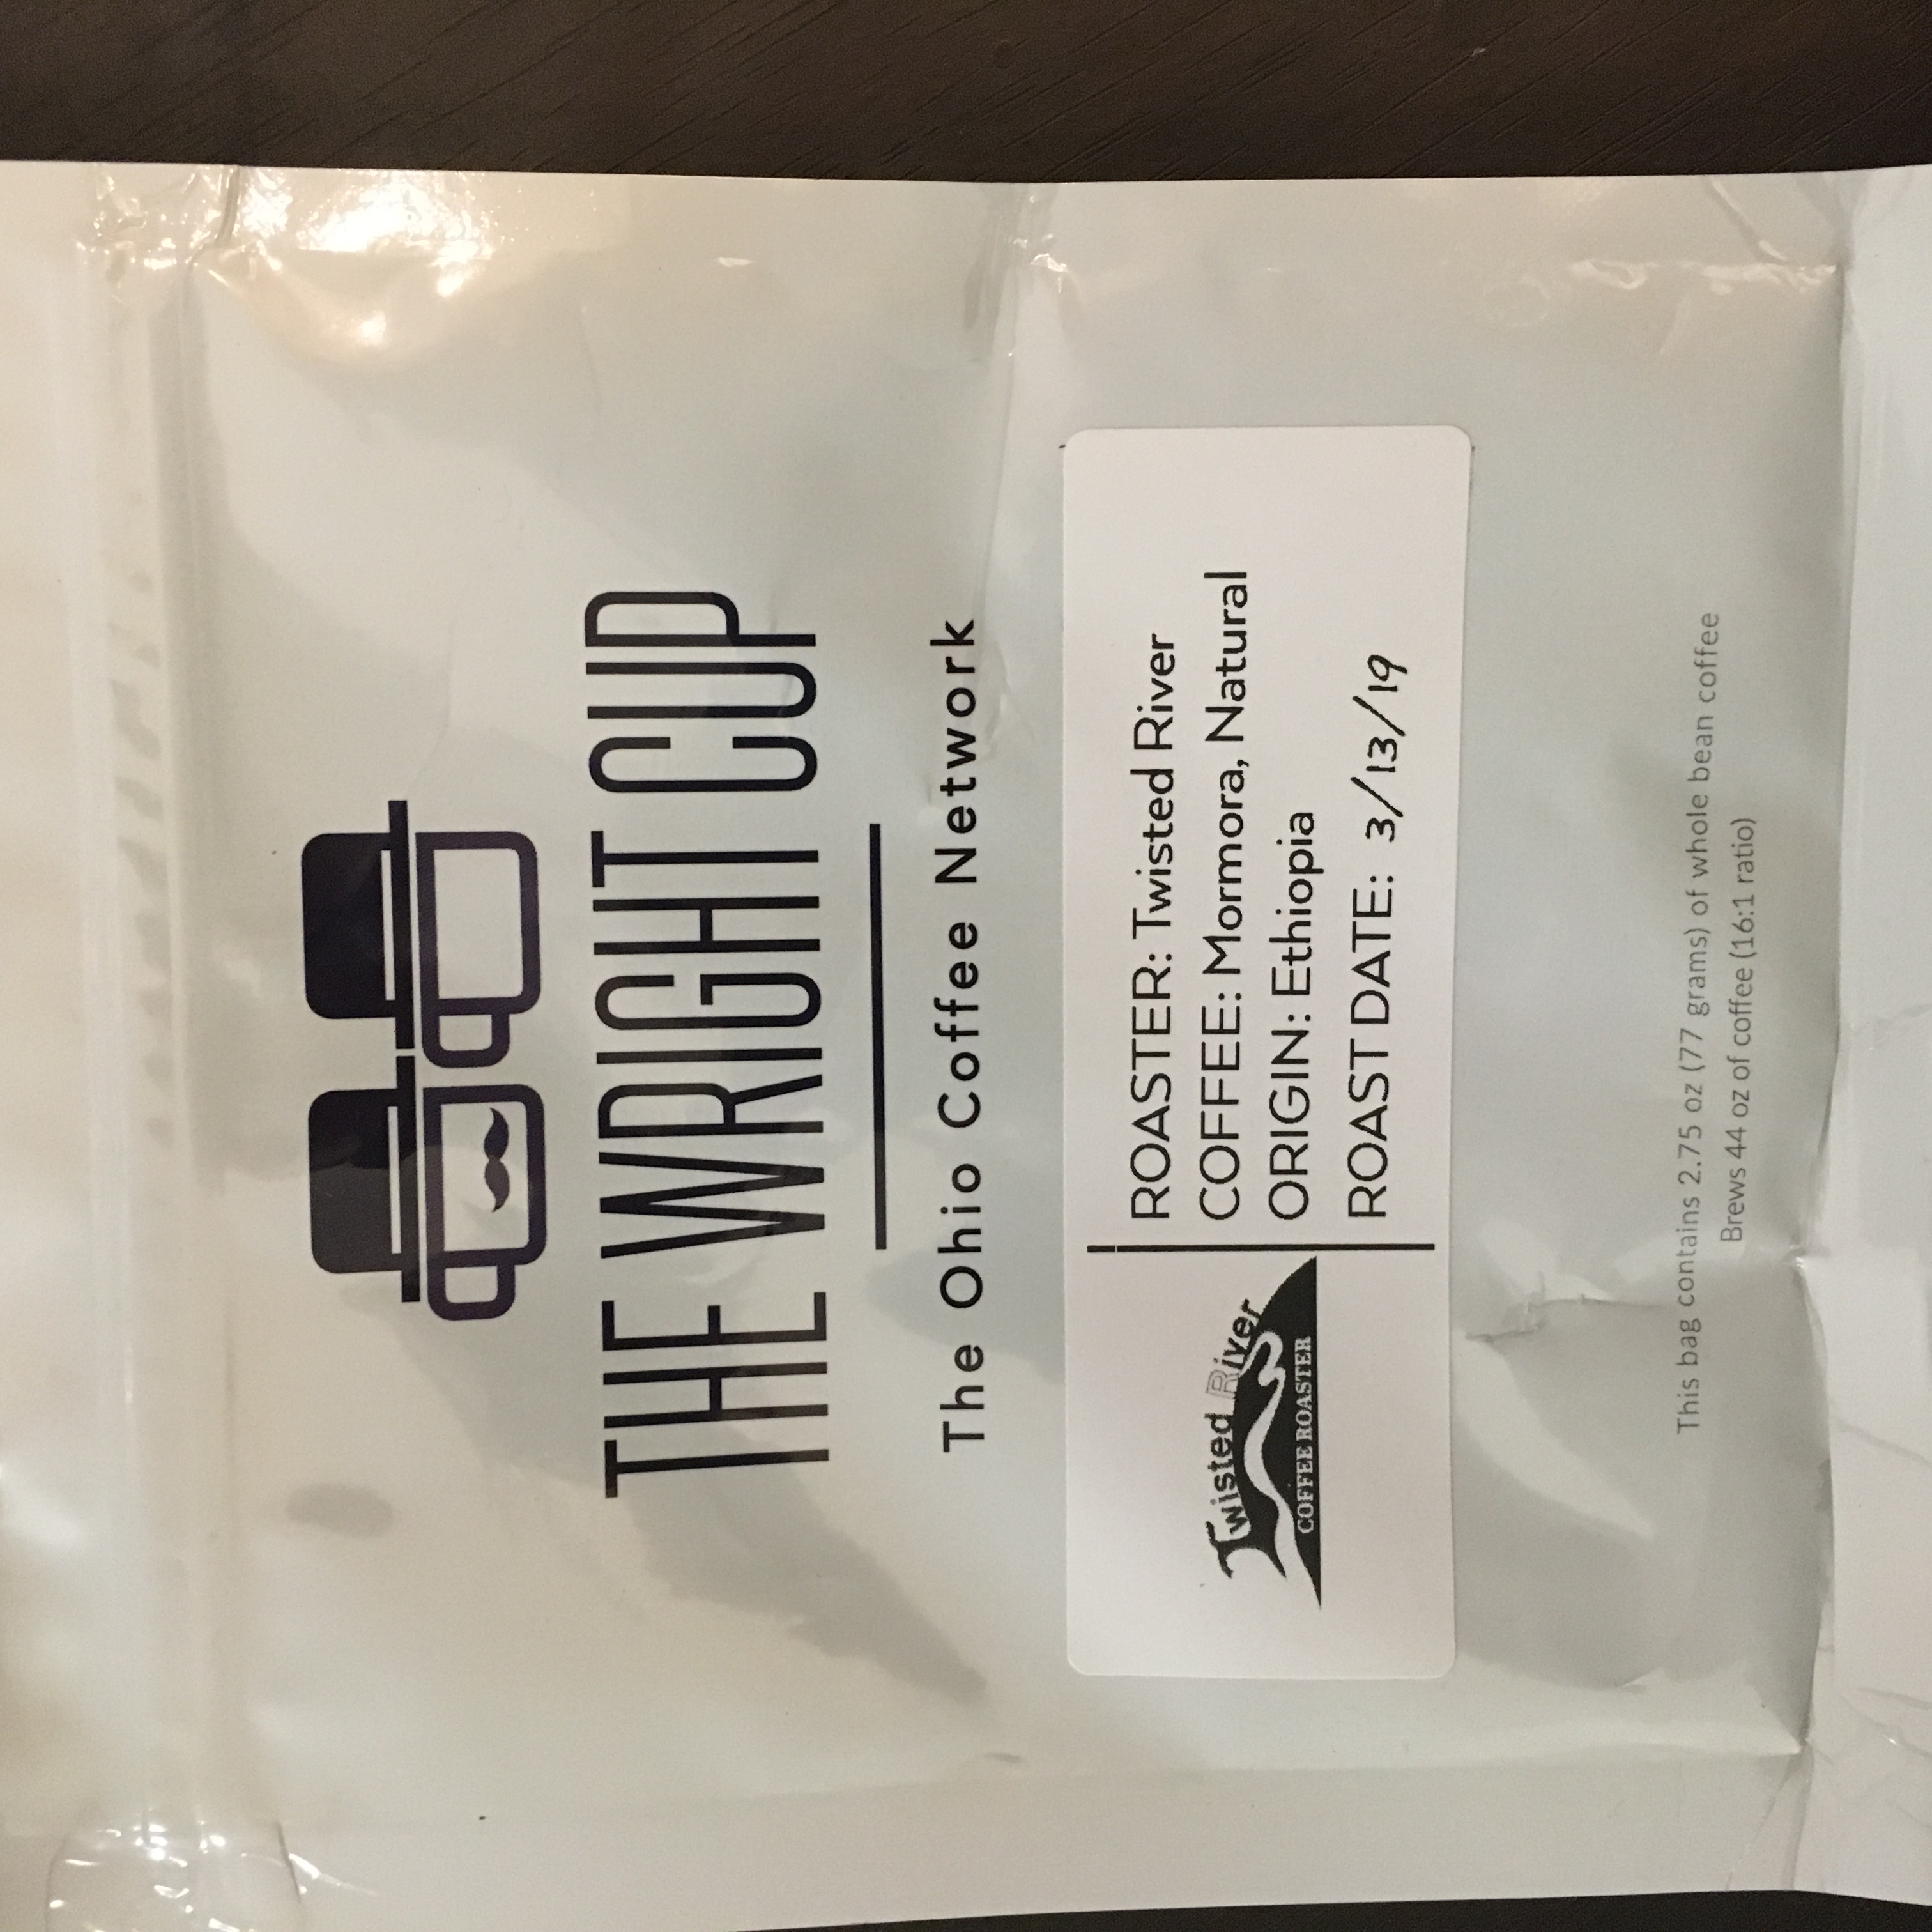 THE WRIGHT CUP
The Ohio Coffee Network
Twisted River
COFFEE ROASTER
ROASTER: Twisted River
COFFEE: Mormora, Natural
ORIGIN: Ethiopia
ROAST DATE: 3/13/19
This bag contains 2.75 oz (77 grams) of whole bean coffee
Brews 44 oz of coffee (16:1 ratio)